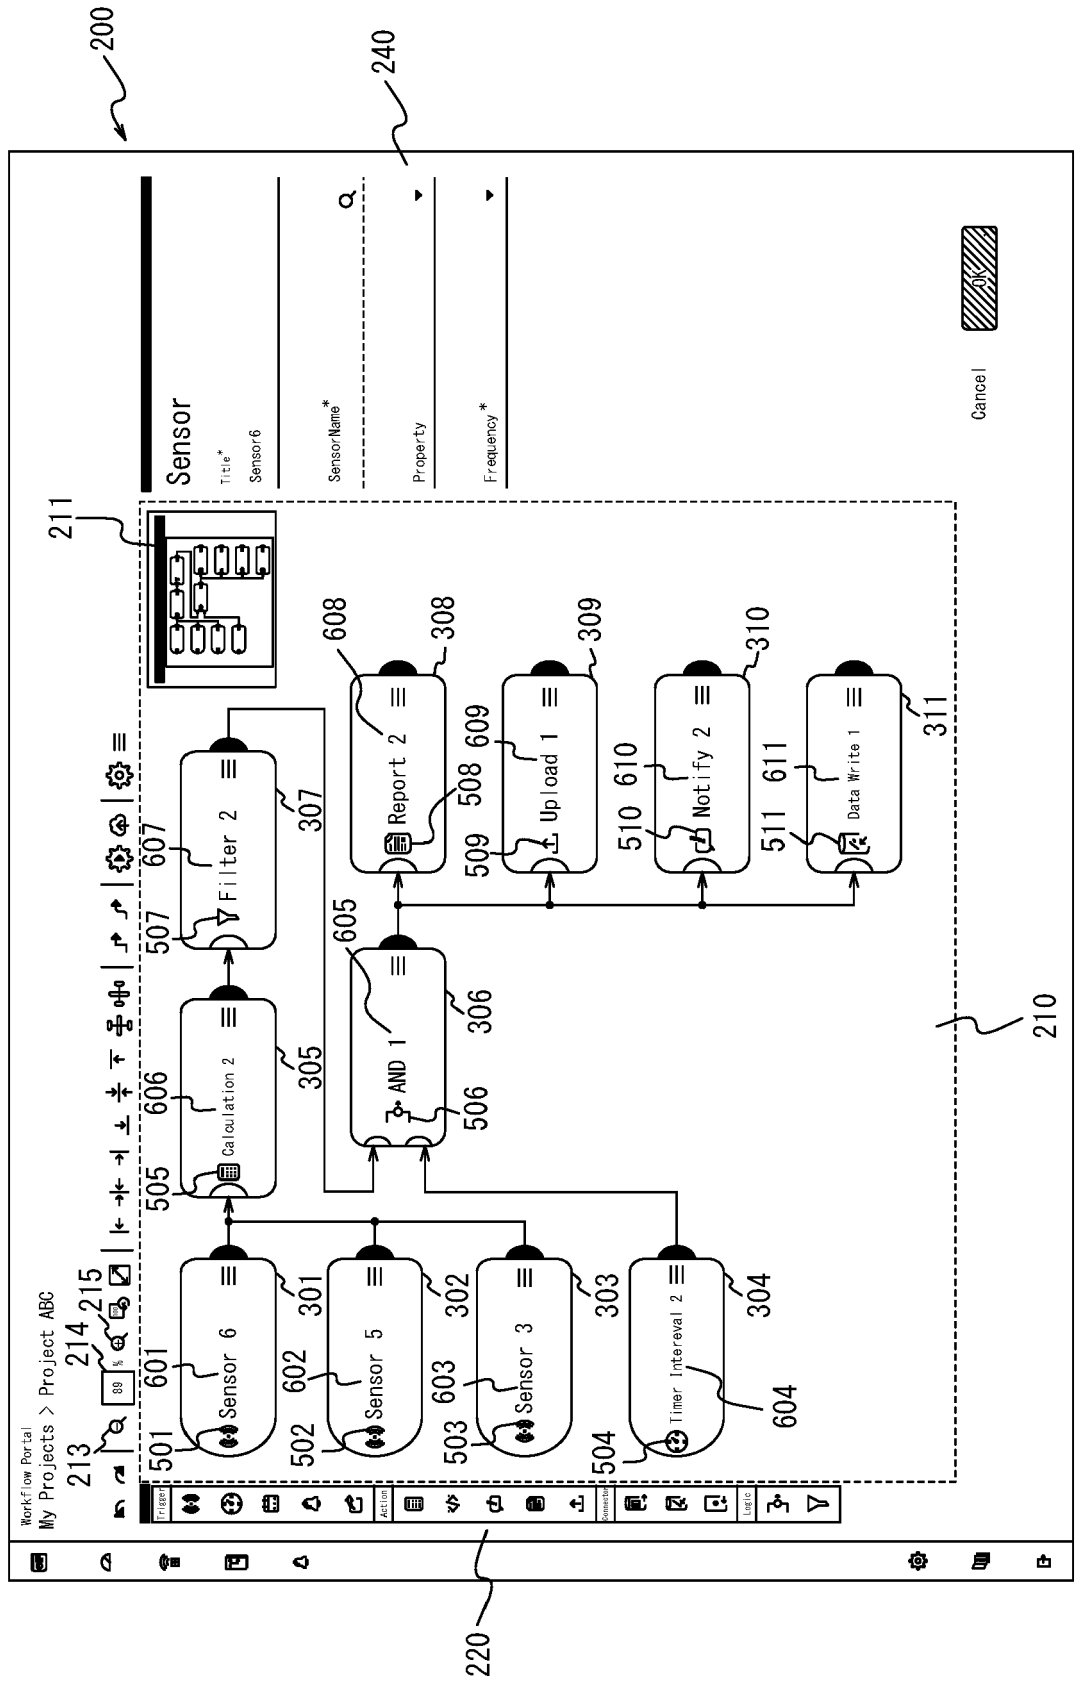 200
Workflow Portal
My Projects > Project ABC
213
214
215
89 %
211
240
Trigger
Action
Connector
Logic
220
501
601
Sensor 6
301
502
602
Sensor 5
302
503
603
Sensor 3
303
504
Timer Intereval 2
604
304
505
606
Calculation 2
305
507
607
Filter 2
307
605
AND 1
506
306
608
Report 2
508
308
609
Upload 1
509
309
610
Notify 2
510
310
611
Data Write 1
511
311
210
Sensor
Title*
Sensor6
SensorName*
Property
Frequency*
Cancel
OK